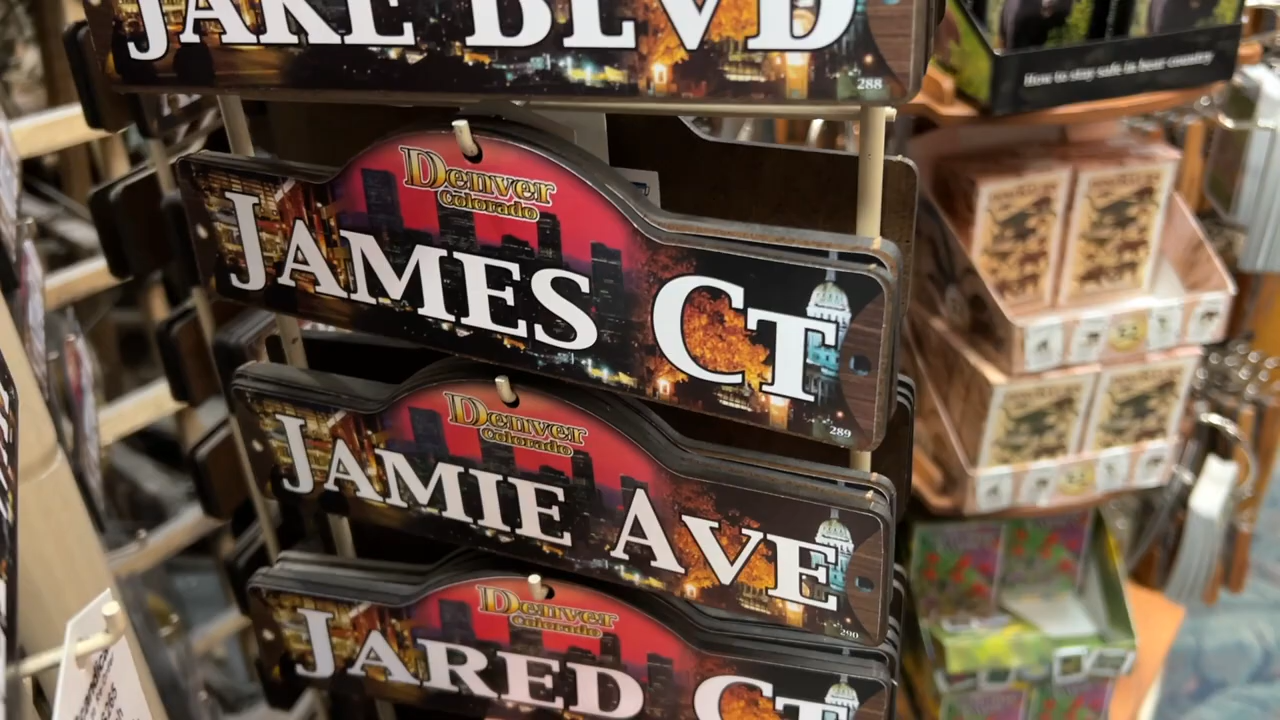 JAKE BLVD
288
How to stay safe in bear country
Denver
Colorado
JAMES CT
289
Denver
Colorado
JAMIE AVE
290
Denver
Colorado
JARED CT